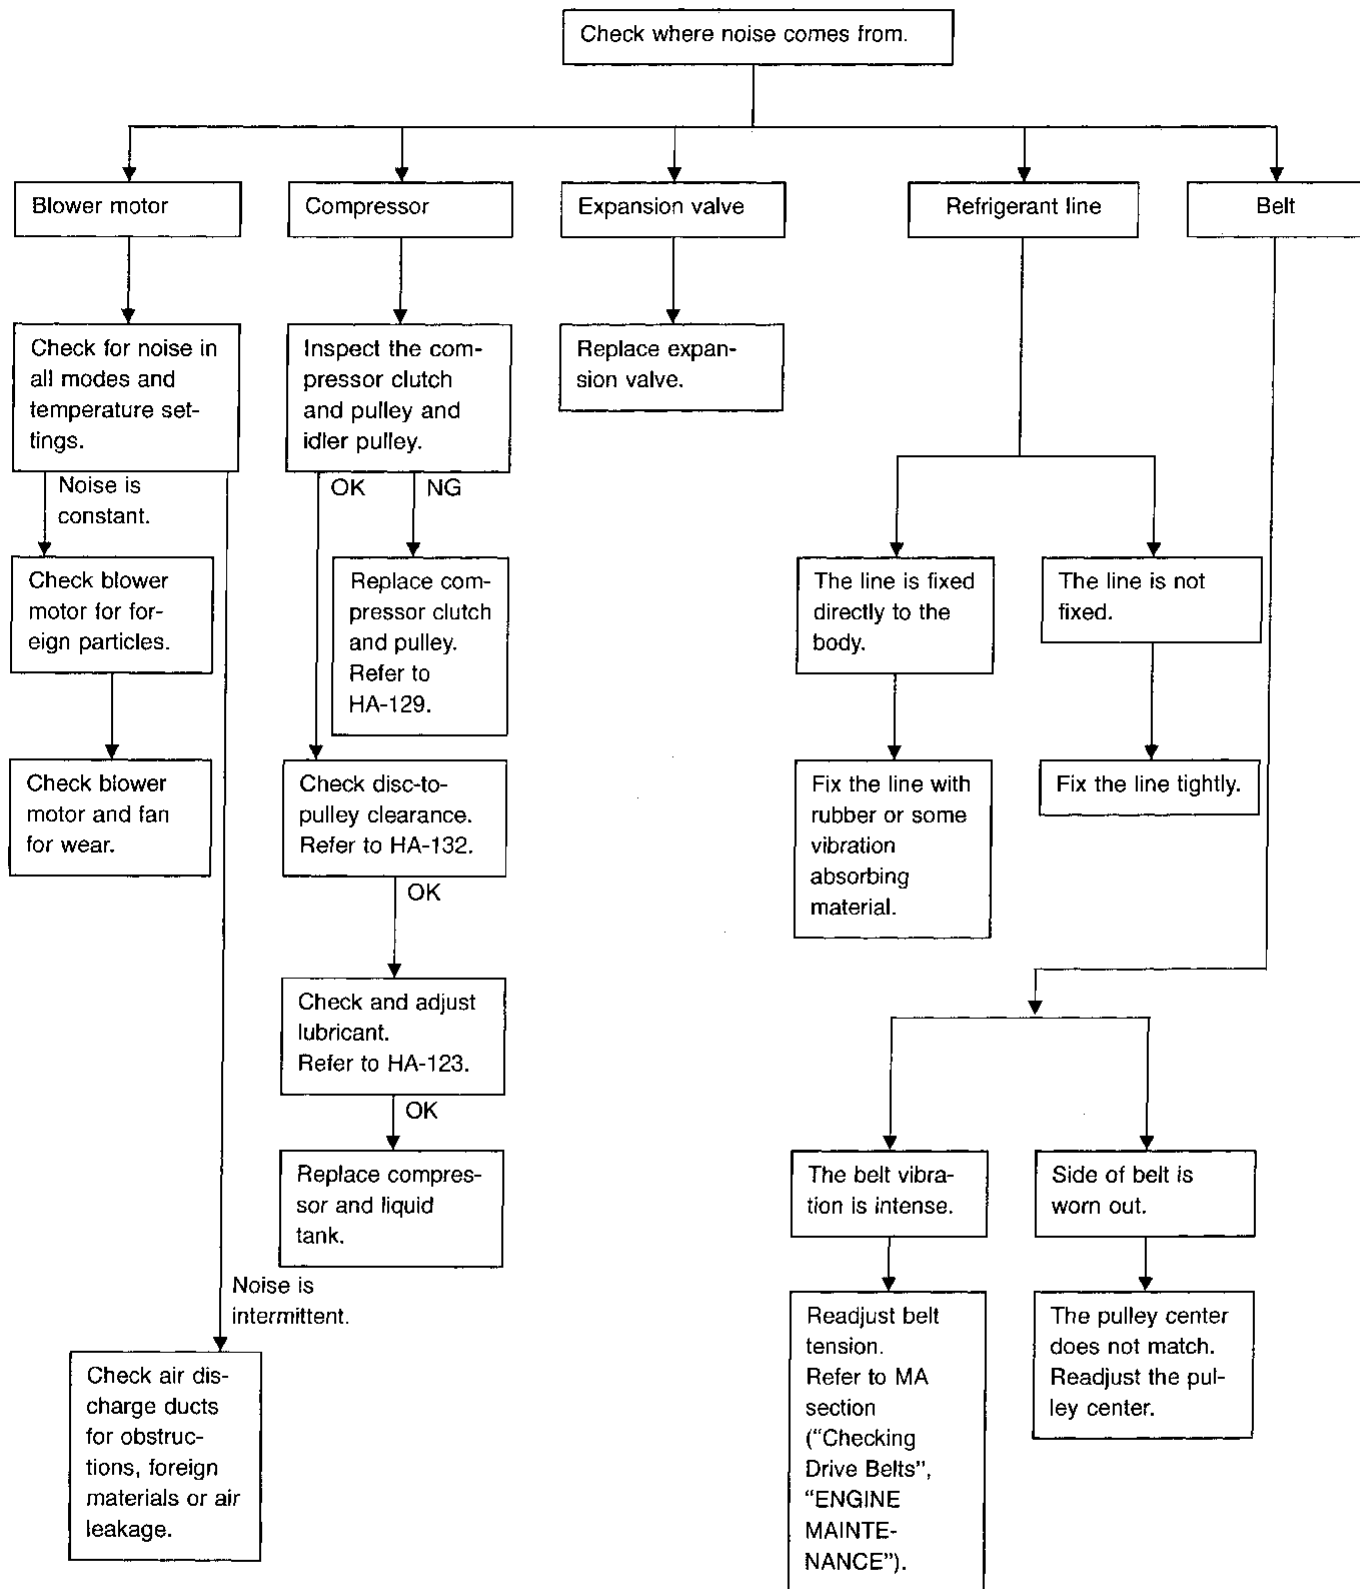 Check where noise comes from.
Blower motor
Compressor
Expansion valve
Refrigerant line
Belt
Check for noise in
all modes and
temperature set-
tings.
Inspect the com-
pressor clutch
and pulley and
idler pulley.
Replace expan-
sion valve.
Noise is
constant.
OK
NG
Check blower
motor for for-
eign particles.
Replace com-
pressor clutch
and pulley.
Refer to
HA-129.
The line is fixed
directly to the
body.
The line is not
fixed.
Check blower
motor and fan
for wear.
Check disc-to-
pulley clearance.
Refer to HA-132.
Fix the line with
rubber or some
vibration
absorbing
material.
Fix the line tightly.
OK
Check and adjust
lubricant.
Refer to HA-123.
OK
Replace compres-
sor and liquid
tank.
The belt vibra-
tion is intense.
Side of belt is
worn out.
Noise is
intermittent.
Check air dis-
charge ducts
for obstruc-
tions, foreign
materials or air
leakage.
Readjust belt
tension.
Refer to MA
section
(“Checking
Drive Belts”,
“ENGINE
MAINTE-
NANCE”).
The pulley center
does not match.
Readjust the pul-
ley center.